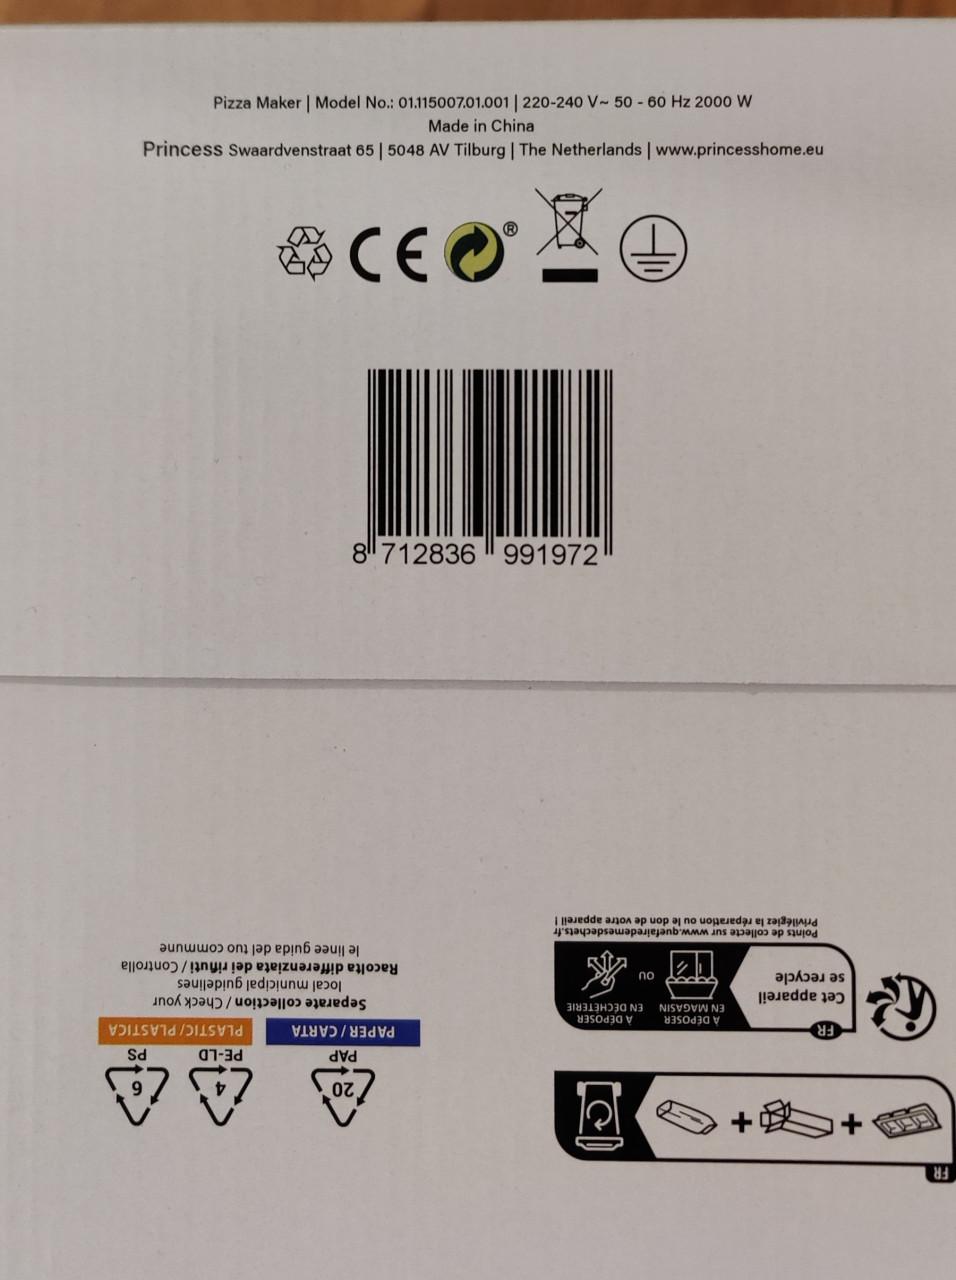 Pizza Maker | Model No.: 01.115007.01.001 | 220-240 V~ 50 - 60 Hz 2000 W
Made in China
Princess Swaardvenstraat 65 | 5048 AV Tilburg | The Netherlands | www.princesshome.eu
CE
®
8 712836 991972
FR
FR
Cet appareil
se recycle
À DÉPOSER
EN MAGASIN
OU
À DÉPOSER
EN DÉCHÈTERIE
Points de collecte sur www.quefairedemesdechets.fr
Privilégiez la réparation ou le don de votre appareil !
20
PAP
4
PE-LD
6
PS
PAPER / CARTA
PLASTIC / PLASTICA
Separate collection / Check your
local municipal guidelines
Racolta differenziata dei rifiuti / Controlla
le linee guida del tuo commune